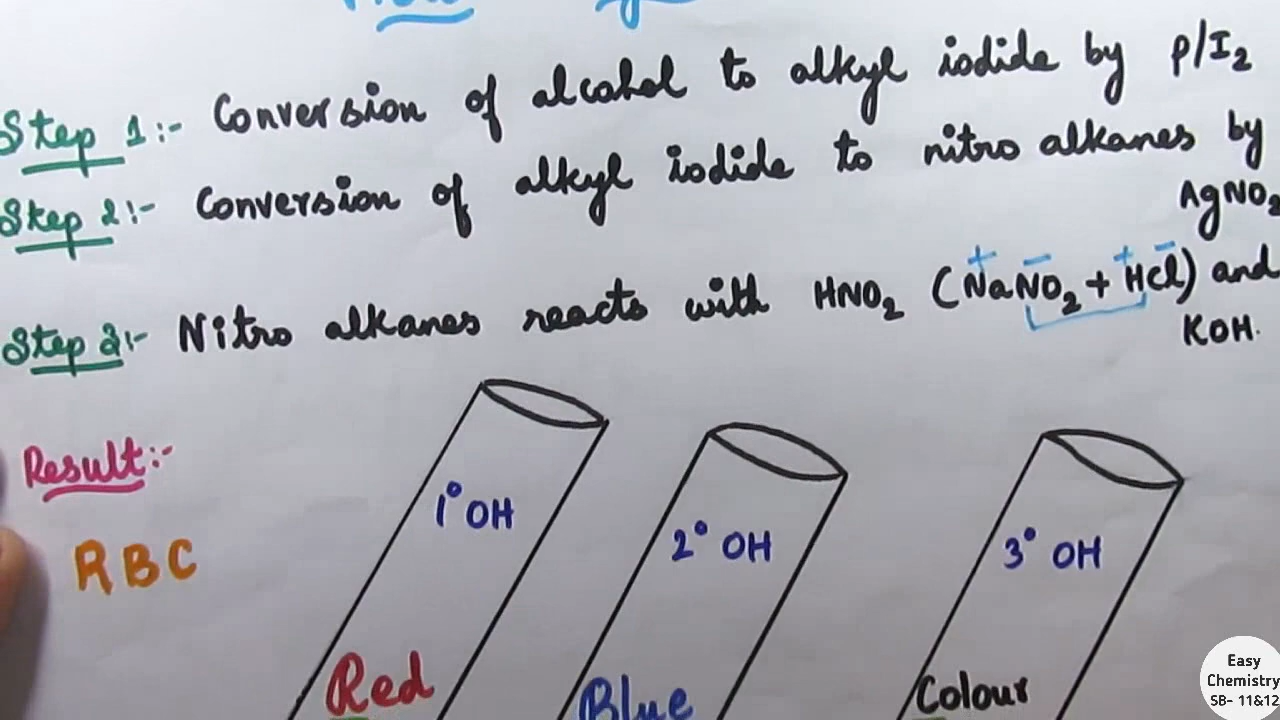 Step 1:- Conversion of alcohol to alkyl iodide by P/I2
Step 2:- Conversion of alkyl iodide to nitro alkanes by
AgNO2
Step 3:- Nitro alkanes reacts with HNO2 (NaNO2 + HCl) and
+ - + -
KOH.
Result:-
RBC
1° OH
2° OH
3° OH
Red
Blue
Colour
Easy
Chemistry
SB- 11&12